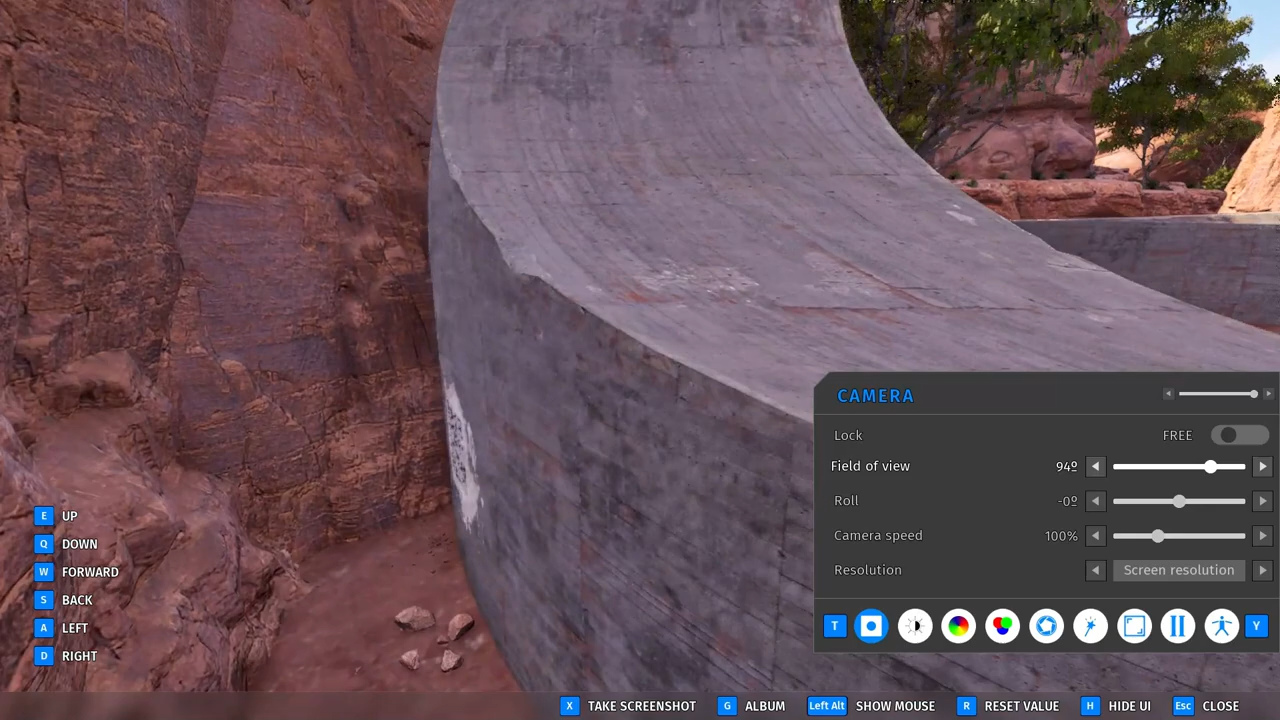 CAMERA
Lock FREE
Field of view 94º
Roll -0º
Camera speed 100%
Resolution Screen resolution
T Y
E UP
Q DOWN
W FORWARD
S BACK
A LEFT
D RIGHT
X TAKE SCREENSHOT G ALBUM Left Alt SHOW MOUSE R RESET VALUE H HIDE UI Esc CLOSE